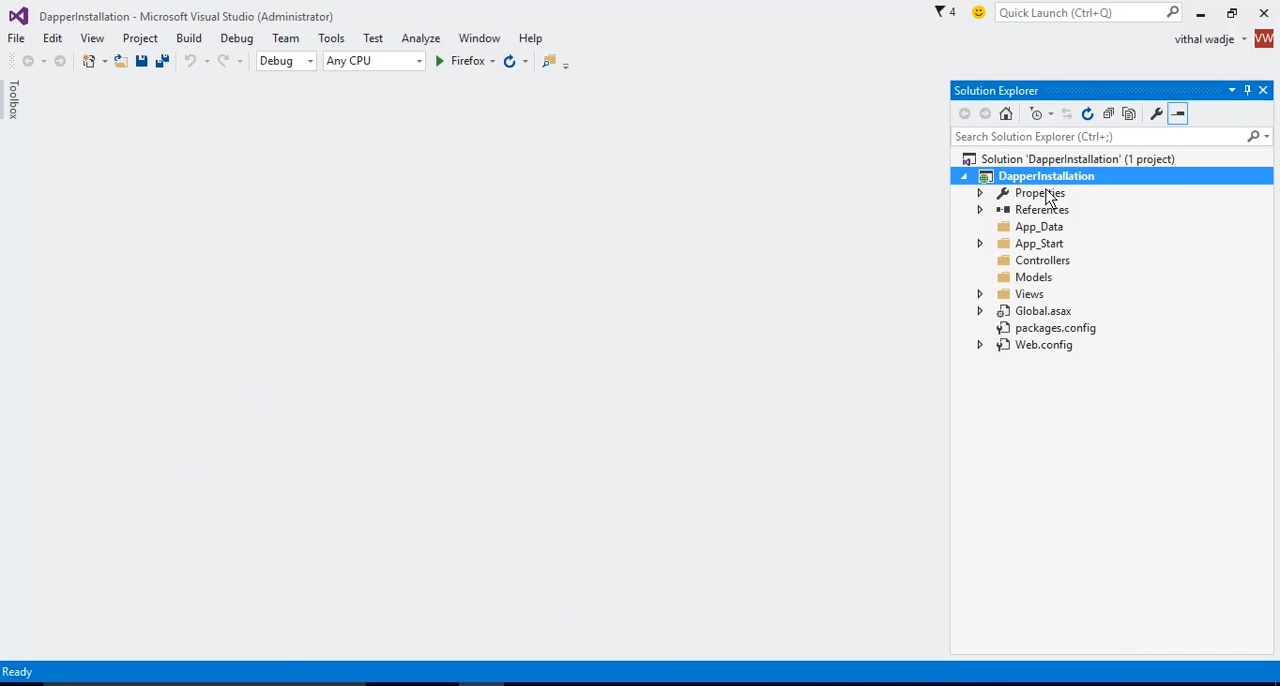 DapperInstallation - Microsoft Visual Studio (Administrator)
4
Quick Launch (Ctrl+Q)
File Edit View Project Build Debug Team Tools Test Analyze Window Help
vithal wadje VW
Debug Any CPU Firefox
Toolbox
Solution Explorer
Search Solution Explorer (Ctrl+;)
Solution 'DapperInstallation' (1 project)
DapperInstallation
Properties
References
App_Data
App_Start
Controllers
Models
Views
Global.asax
packages.config
Web.config
Ready